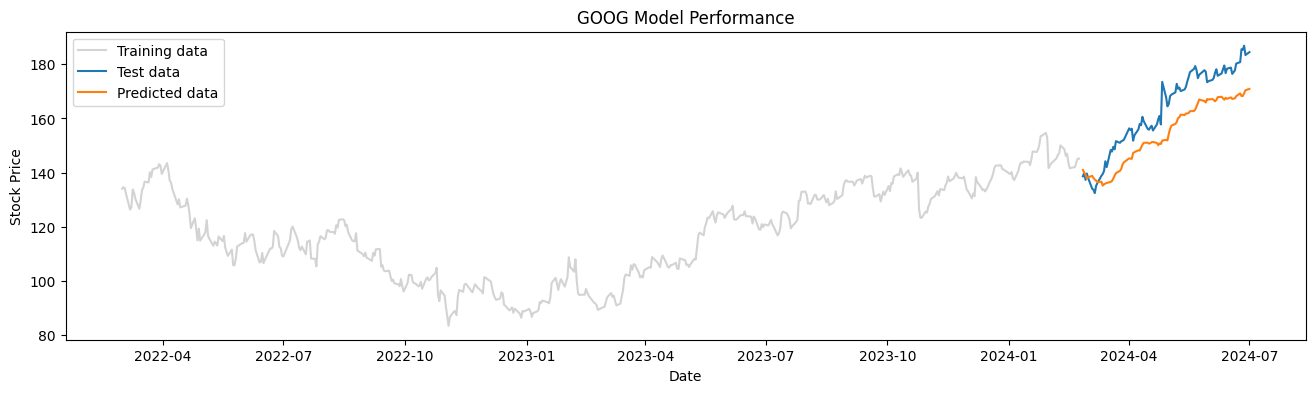 GOOG Model Performance
Training data
Test data
Predicted data
Stock Price
180
160
140
120
100
80
2022-04 2022-07 2022-10 2023-01 2023-04 2023-07 2023-10 2024-01 2024-04 2024-07
Date